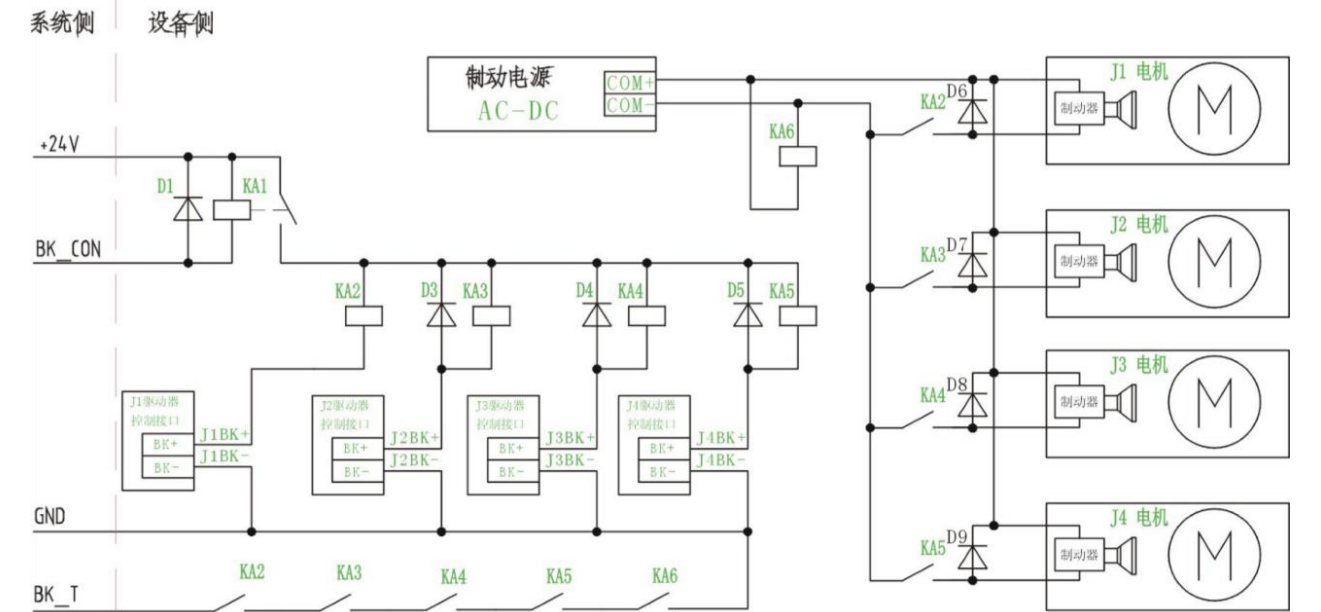 系统侧
设备侧
制动电源
AC-DC
COM+
COM-
KA6
+24V
D1
KA1
BK_CON
KA2
D3
KA3
D4
KA4
D5
KA5
J1驱动器
控制接口
BK+
BK-
J1BK+
J1BK-
J2驱动器
控制接口
BK+
BK-
J2BK+
J2BK-
J3驱动器
控制接口
BK+
BK-
J3BK+
J3BK-
J4驱动器
控制接口
BK+
BK-
J4BK+
J4BK-
GND
BK_T
KA2
KA3
KA4
KA5
KA6
KA2
D6
J1 电机
制动器
M
KA3
D7
J2 电机
制动器
M
KA4
D8
J3 电机
制动器
M
KA5
D9
J4 电机
制动器
M